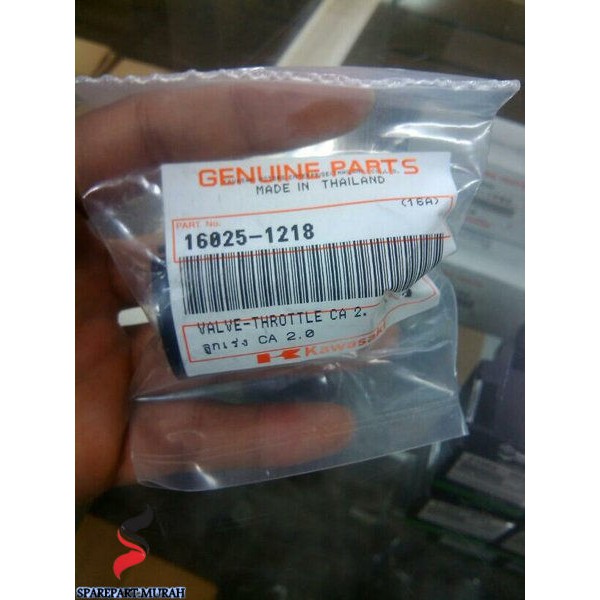 GENUINE PARTS
MADE IN THAILAND
(16A)
PART No.
16025-1218
VALVE-THROTTLE CA 2.
ลูกเร่ง CA 2.0
Kawasaki
SPAREPART-MURAH